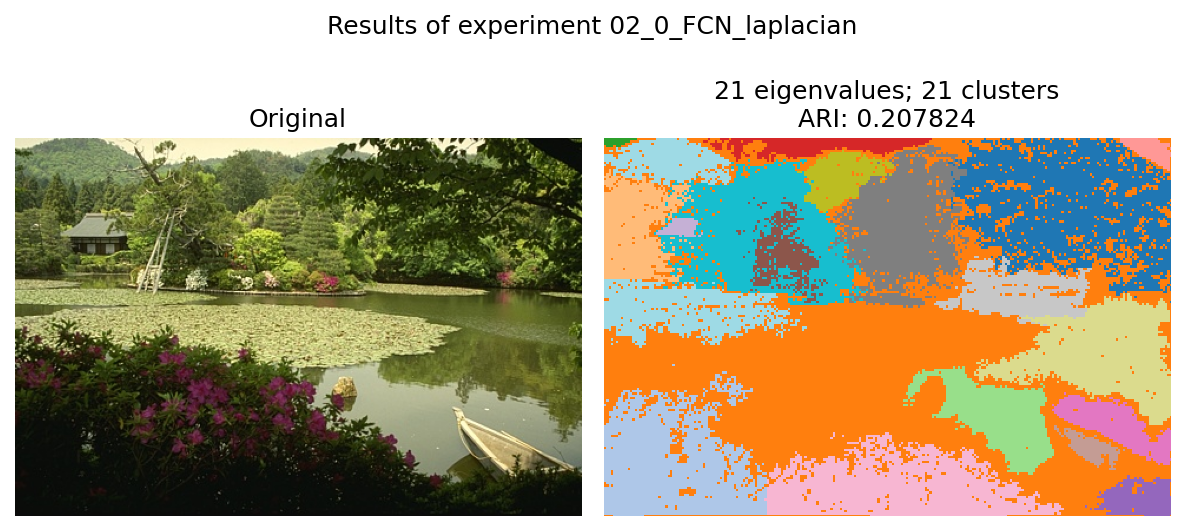 Results of experiment 02_0_FCN_laplacian
Original
21 eigenvalues; 21 clusters
ARI: 0.207824